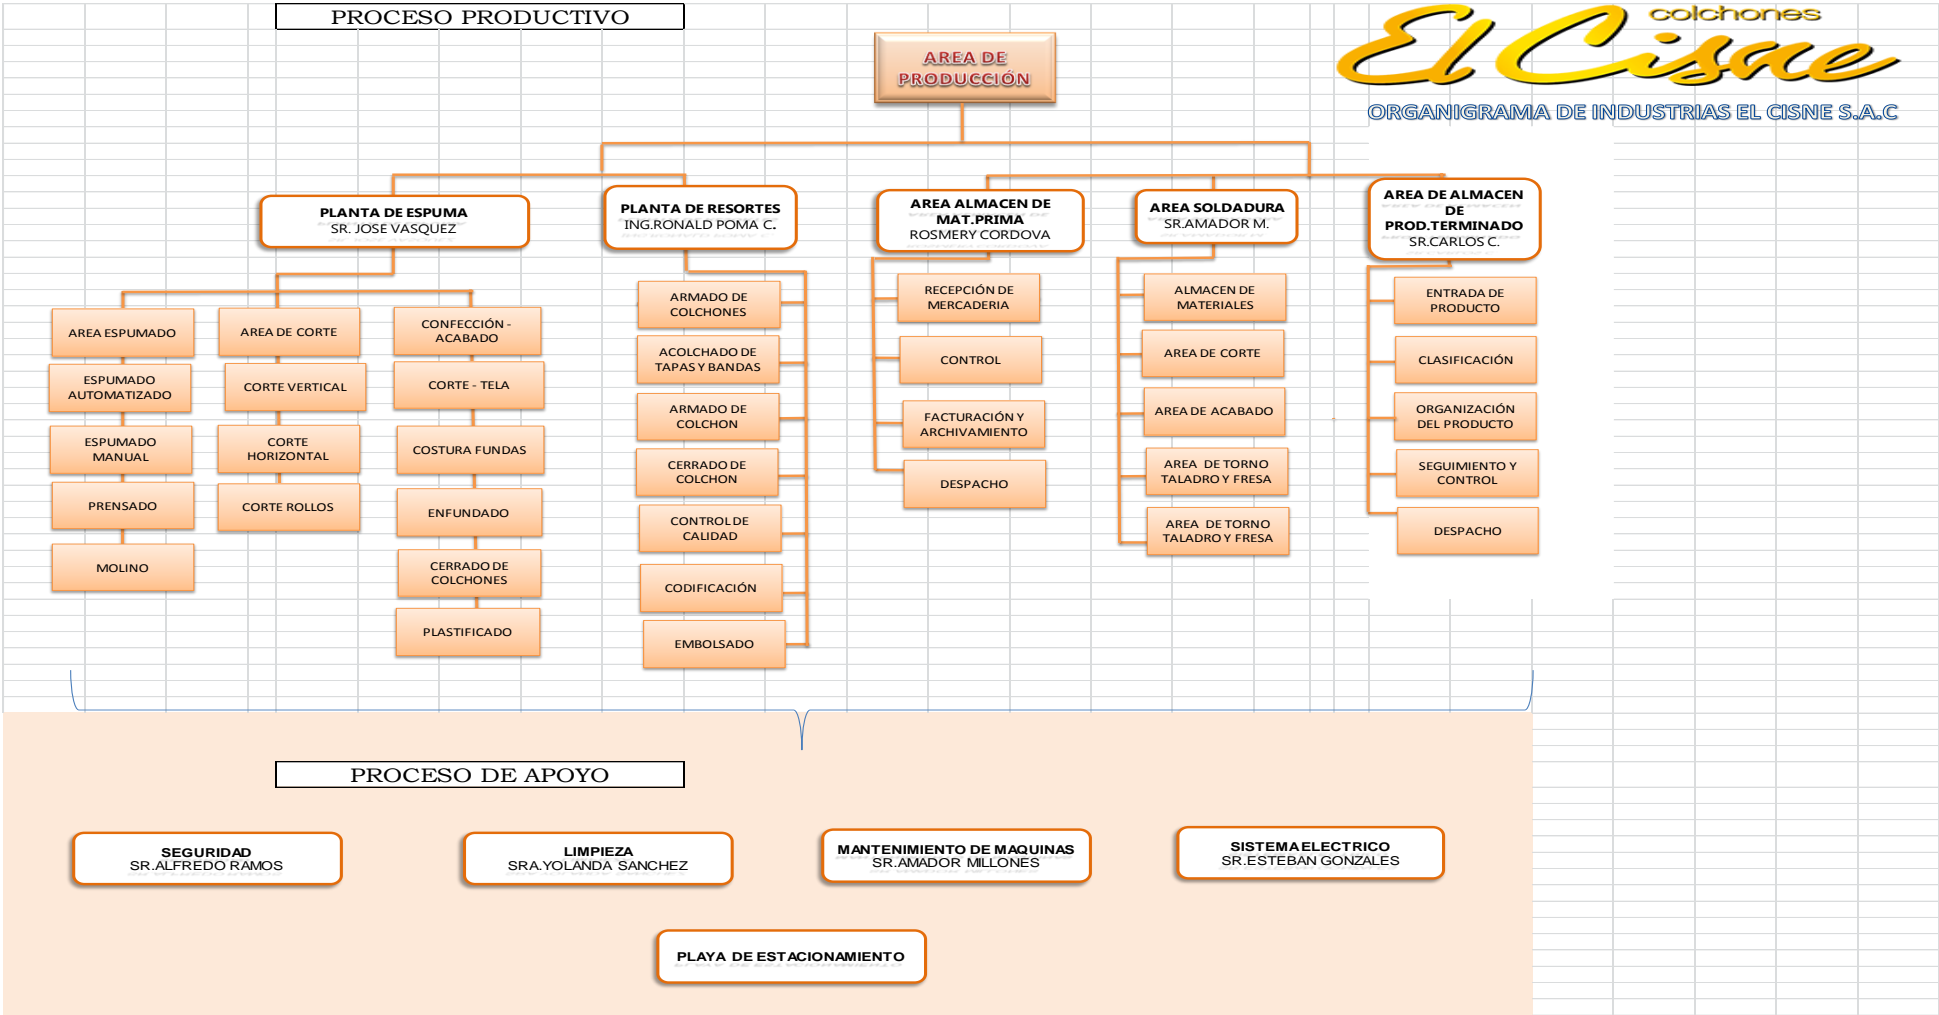 PROCESO PRODUCTIVO
colchones
El Cisne
ORGANIGRAMA DE INDUSTRIAS EL CISNE S.A.C
AREA DE
PRODUCCIÓN
PLANTA DE ESPUMA
SR. JOSE VASQUEZ
PLANTA DE RESORTES
ING.RONALD POMA C.
AREA ALMACEN DE
MAT.PRIMA
ROSMERY CORDOVA
AREA SOLDADURA
SR.AMADOR M.
AREA DE ALMACEN
DE
PROD.TERMINADO
SR.CARLOS C.
AREA ESPUMADO
ESPUMADO
AUTOMATIZADO
ESPUMADO
MANUAL
PRENSADO
MOLINO
AREA DE CORTE
CORTE VERTICAL
CORTE
HORIZONTAL
CORTE ROLLOS
CONFECCIÓN -
ACABADO
CORTE - TELA
COSTURA FUNDAS
ENFUNDADO
CERRADO DE
COLCHONES
PLASTIFICADO
ARMADO DE
COLCHONES
ACOLCHADO DE
TAPAS Y BANDAS
ARMADO DE
COLCHON
CERRADO DE
COLCHON
CONTROL DE
CALIDAD
CODIFICACIÓN
EMBOLSADO
RECEPCIÓN DE
MERCADERIA
CONTROL
FACTURACIÓN Y
ARCHIVAMIENTO
DESPACHO
ALMACEN DE
MATERIALES
AREA DE CORTE
AREA DE ACABADO
AREA DE TORNO
TALADRO Y FRESA
AREA DE TORNO
TALADRO Y FRESA
ENTRADA DE
PRODUCTO
CLASIFICACIÓN
ORGANIZACIÓN
DEL PRODUCTO
SEGUIMIENTO Y
CONTROL
DESPACHO
PROCESO DE APOYO
SEGURIDAD
SR.ALFREDO RAMOS
LIMPIEZA
SRA.YOLANDA SANCHEZ
MANTENIMIENTO DE MAQUINAS
SR.AMADOR MILLONES
SISTEMA ELECTRICO
SR.ESTEBAN GONZALES
PLAYA DE ESTACIONAMIENTO